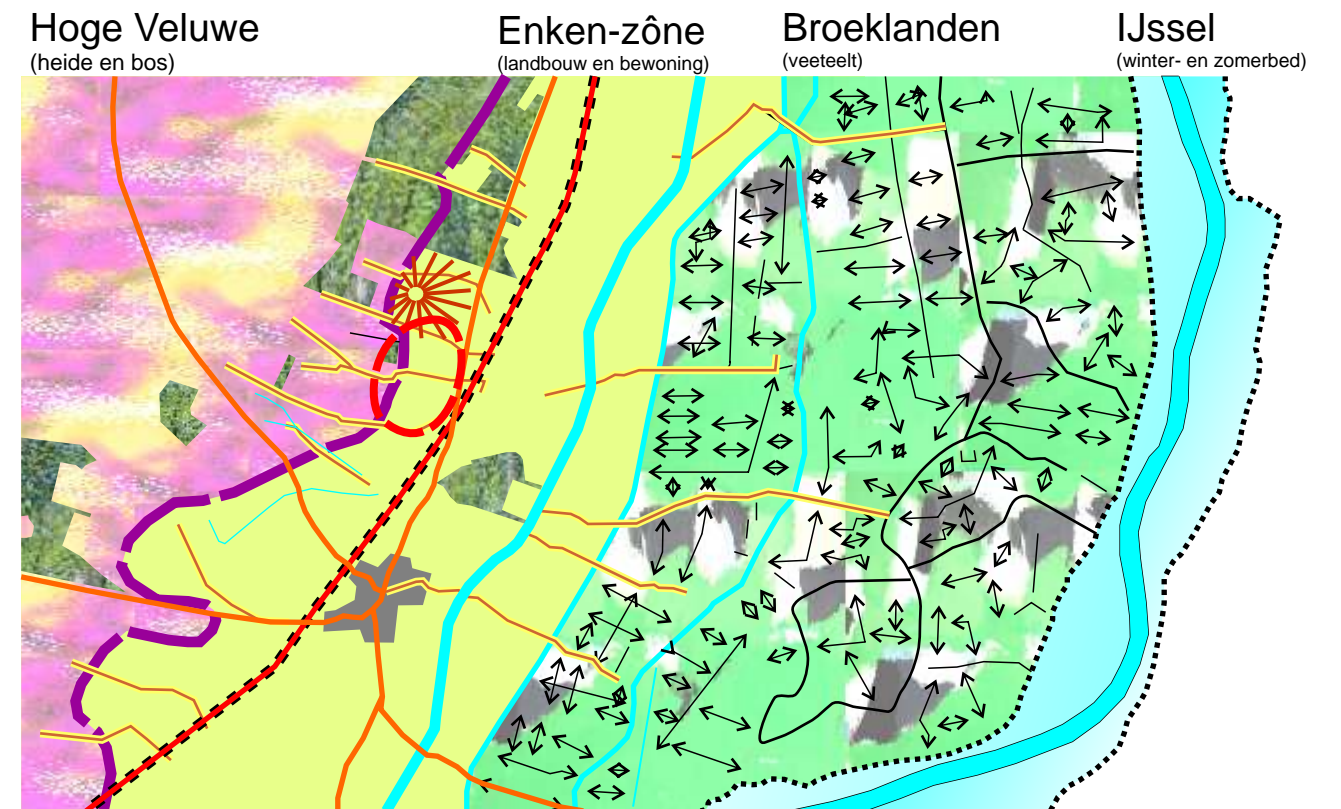 Hoge Veluwe
(heide en bos)
Enken-zône
(landbouw en bewoning)
Broeklanden
(veeteelt)
IJssel
(winter- en zomerbed)